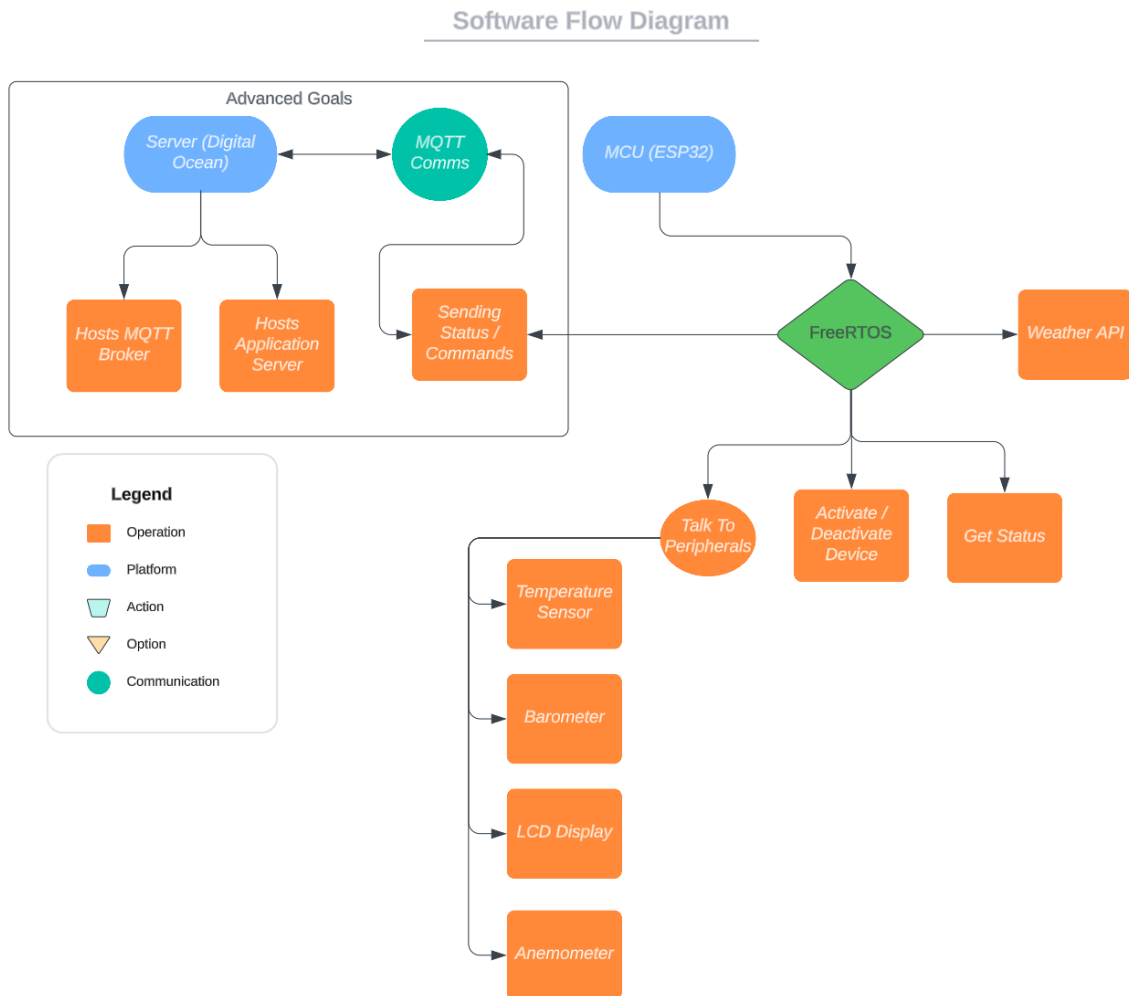 Software Flow Diagram
Advanced Goals
Server (Digital
Ocean)
MQTT
Comms
MCU (ESP32)
Hosts MQTT
Broker
Hosts
Application
Server
Sending
Status /
Commands
FreeRTOS
Weather API
Legend
Operation
Platform
Action
Option
Communication
Talk To
Peripherals
Activate /
Deactivate
Device
Get Status
Temperature
Sensor
Barometer
LCD Display
Anemometer